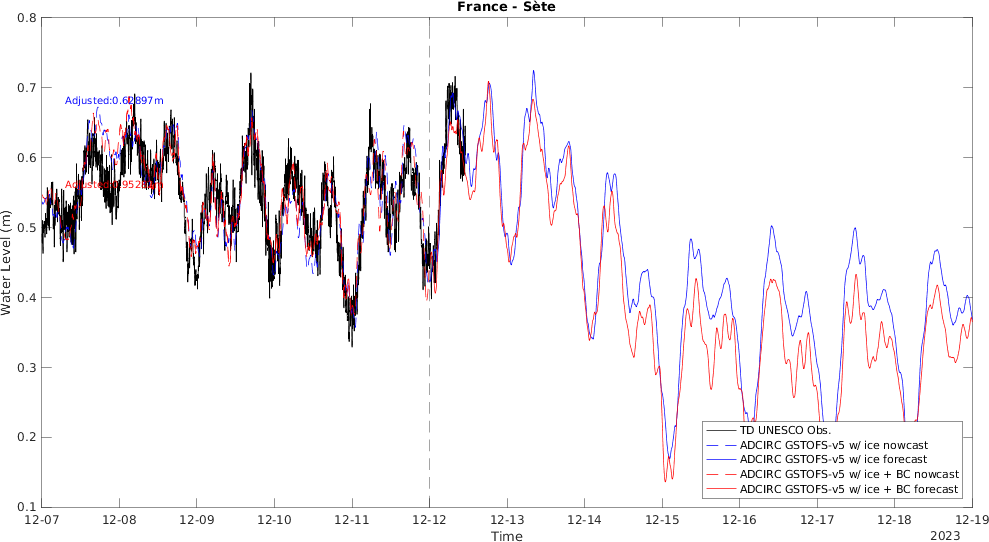 France - Sète
0.8
0.7
0.6
0.5
0.4
0.3
0.2
0.1
Water Level (m)
Adjusted:0.62897m
TD UNESCO Obs.
ADCIRC GSTOFS-v5 w/ ice nowcast
ADCIRC GSTOFS-v5 w/ ice forecast
ADCIRC GSTOFS-v5 w/ ice + BC nowcast
ADCIRC GSTOFS-v5 w/ ice + BC forecast
12-07 12-08 12-09 12-10 12-11 12-12 12-13 12-14 12-15 12-16 12-17 12-18 12-19
Time
2023